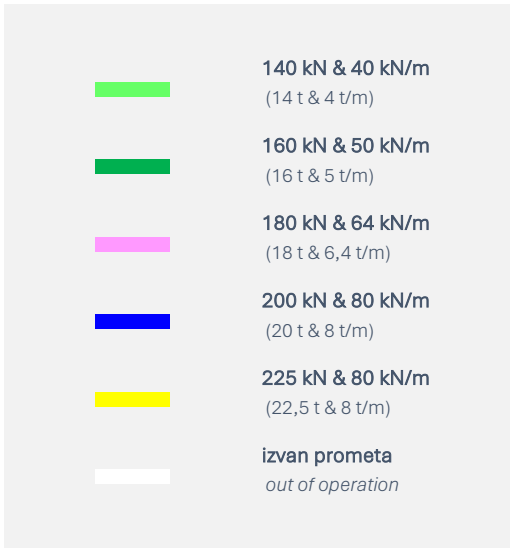 140 kN & 40 kN/m
(14 t & 4 t/m)
160 kN & 50 kN/m
(16 t & 5 t/m)
180 kN & 64 kN/m
(18 t & 6,4 t/m)
200 kN & 80 kN/m
(20 t & 8 t/m)
225 kN & 80 kN/m
(22,5 t & 8 t/m)
izvan prometa
out of operation